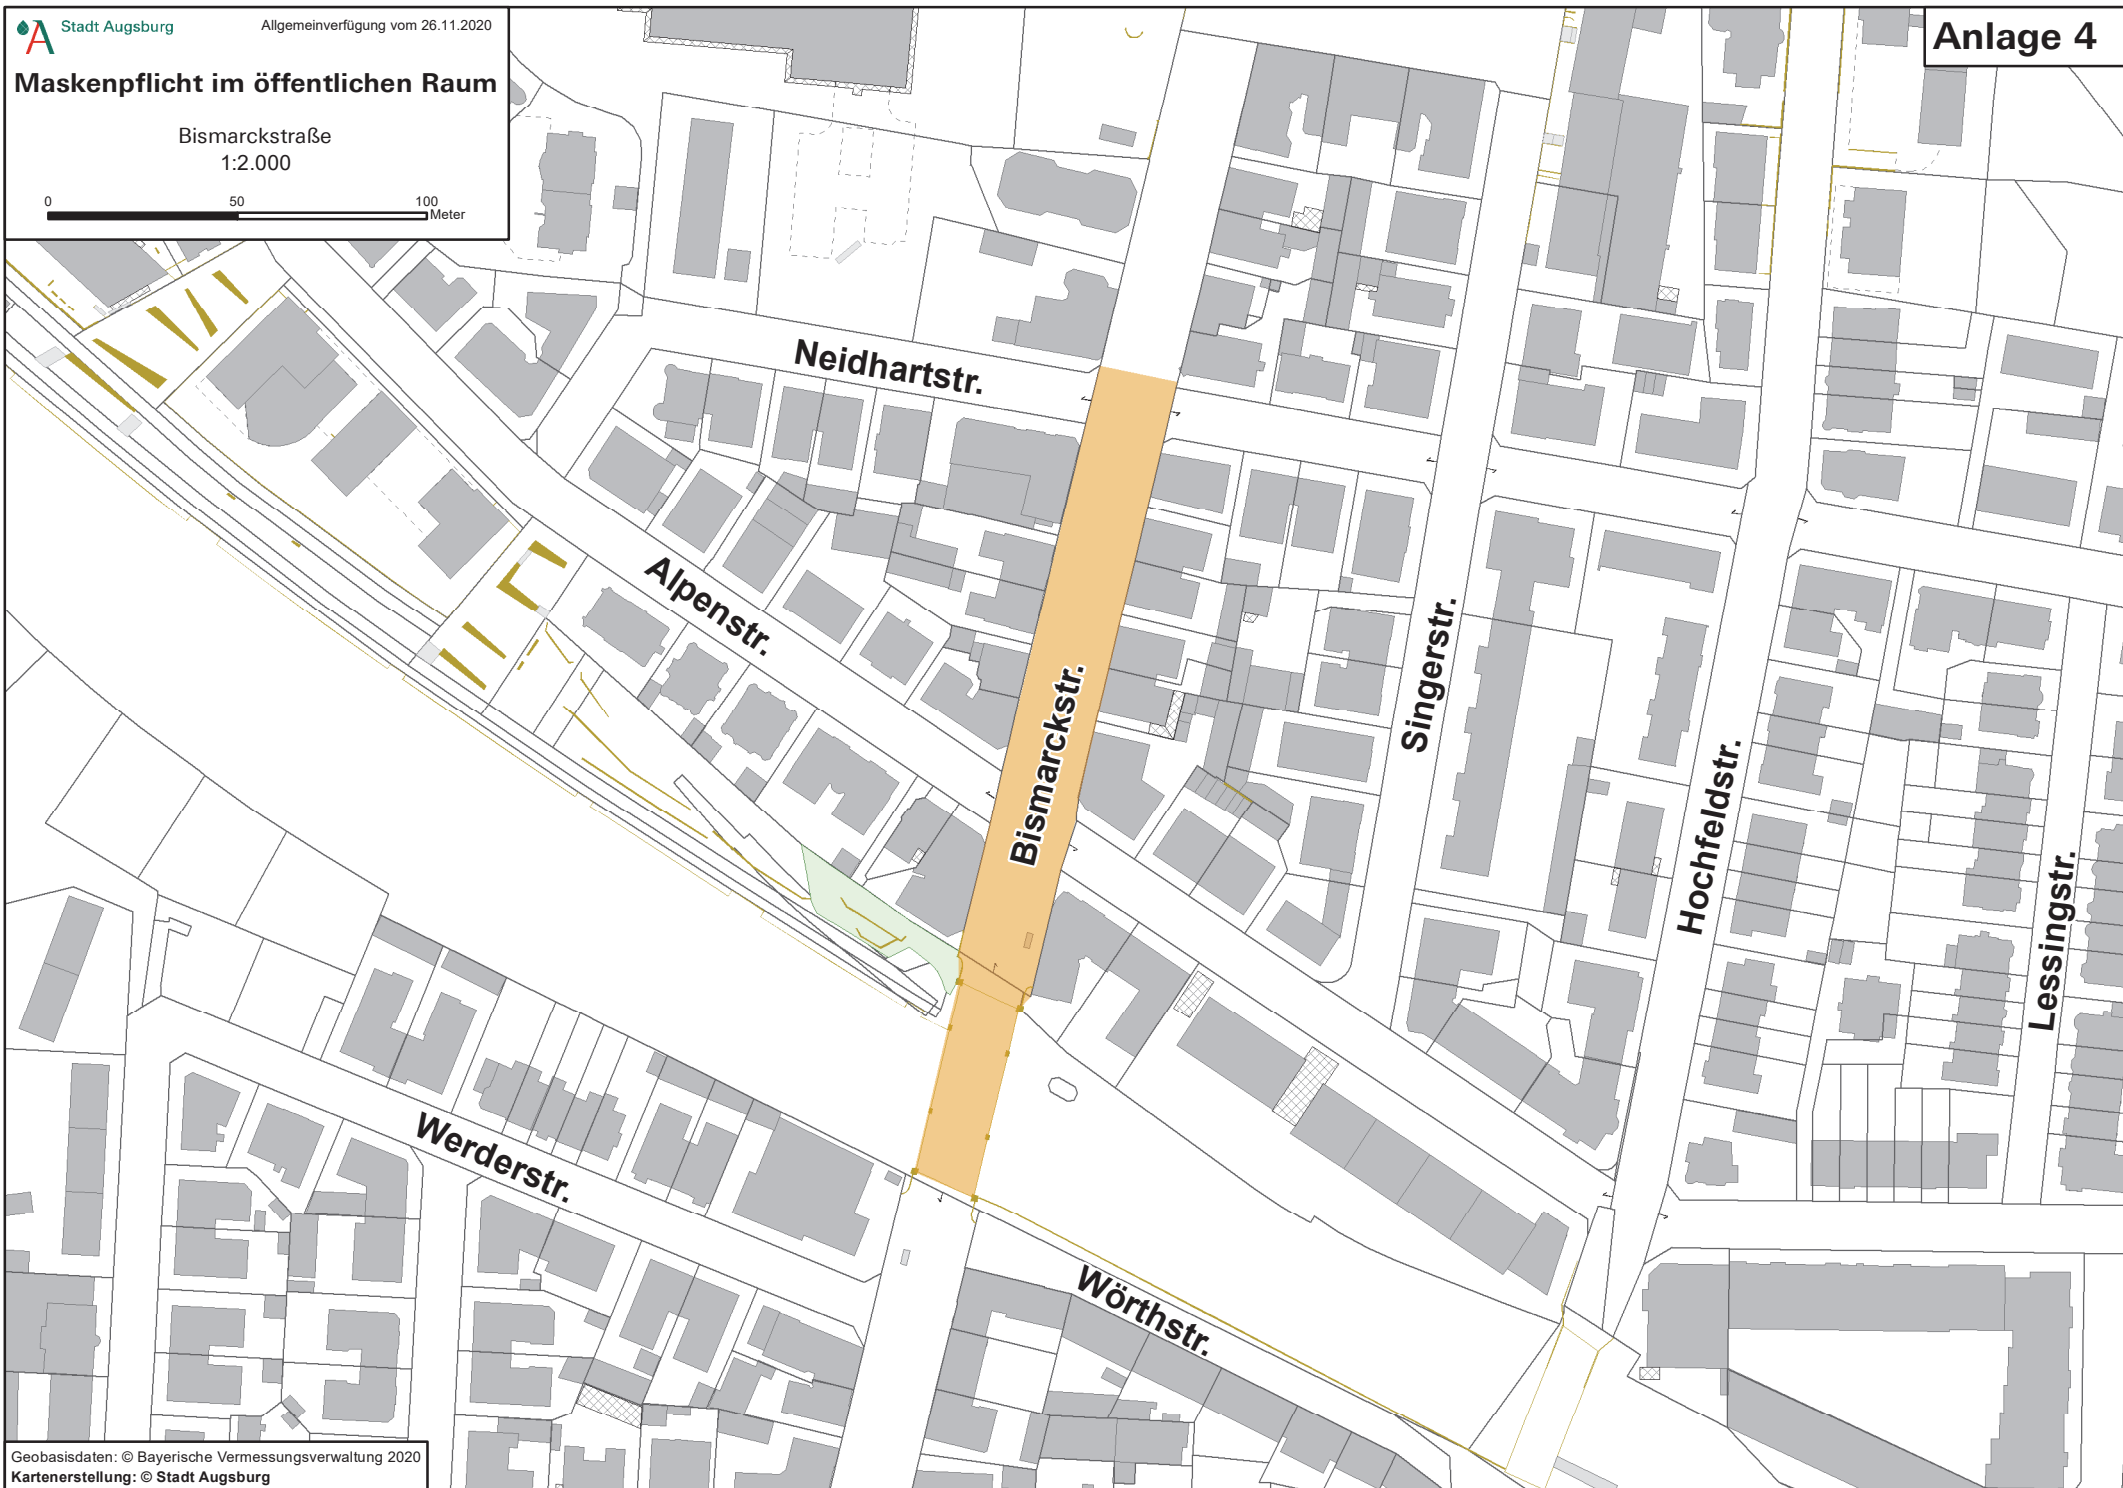 Stadt Augsburg
Allgemeinverfügung vom 26.11.2020
Maskenpflicht im öffentlichen Raum
Bismarckstraße
1:2.000
0 50 100
Meter
Anlage 4
Neidhartstr.
Alpenstr.
Bismarckstr.
Singerstr.
Hochfeldstr.
Lessingstr.
Werderstr.
Wörthstr.
Geobasisdaten: © Bayerische Vermessungsverwaltung 2020
Kartenerstellung: © Stadt Augsburg